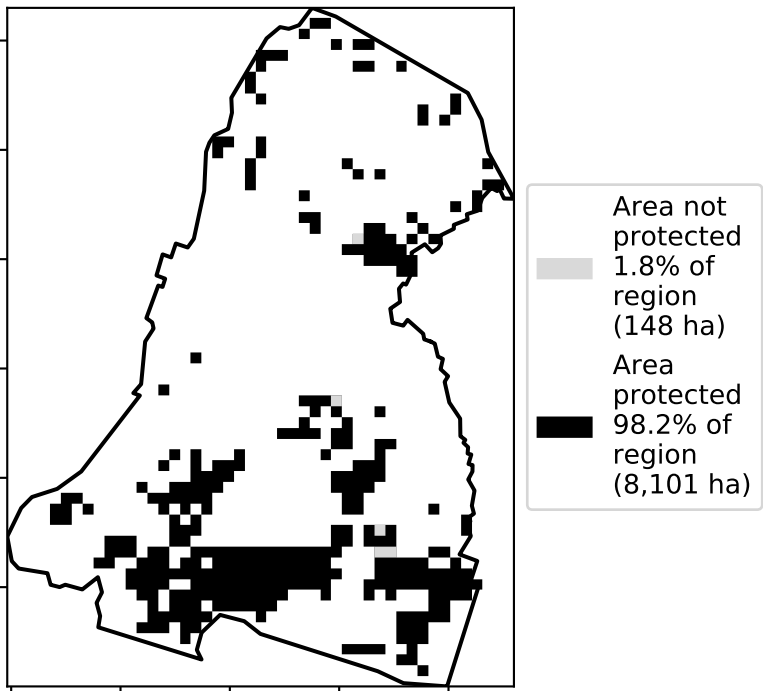 Area not
protected
1.8% of
region
(148 ha)
Area
protected
98.2% of
region
(8,101 ha)